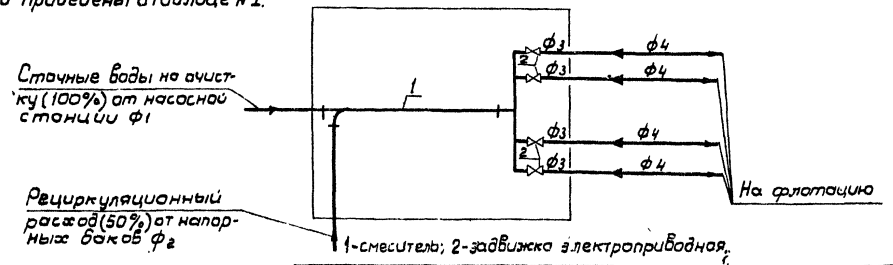 приведены в таблице №1.
Сточные воды на очист-
ку (100%) от насосной
станции ф1
1
ф3
ф4
2
ф3
ф4
ф3
ф4
2
ф3
ф4
На флотацию
Рециркуляционный
расход (50%) от напор-
ных баков ф2
1-смеситель; 2-задвижка электроприводная;